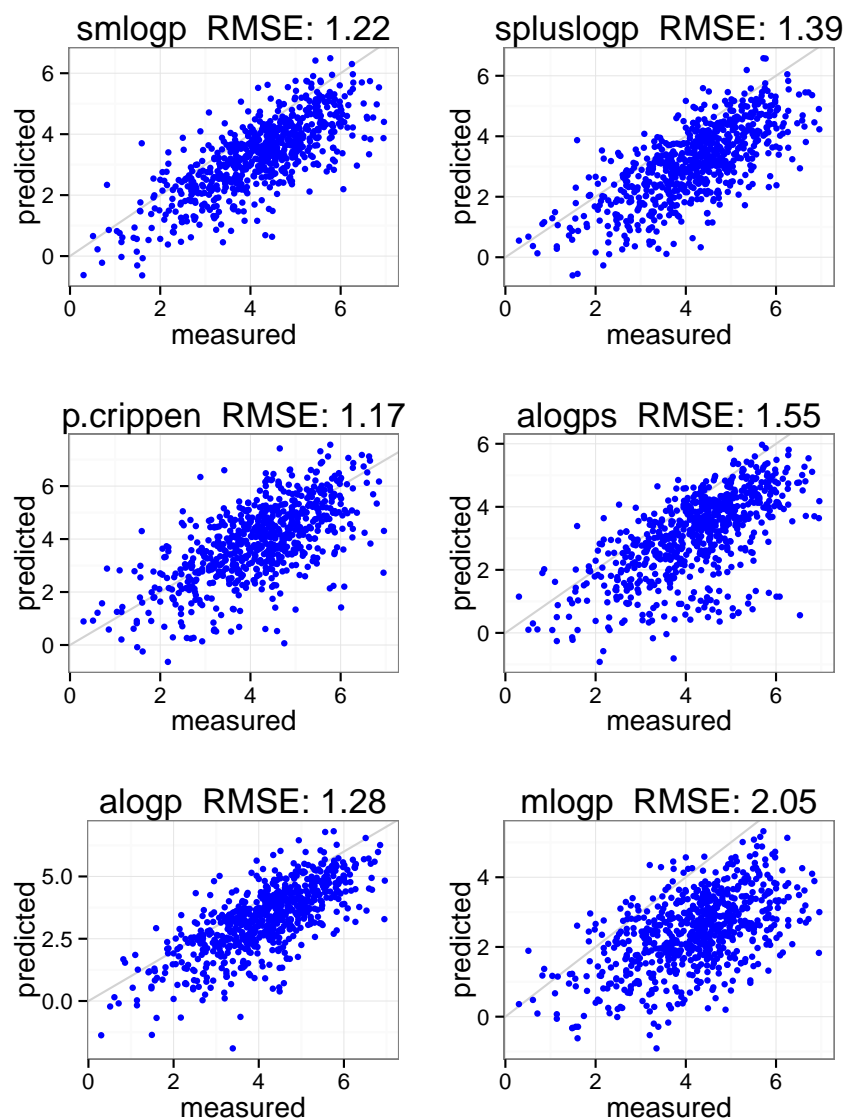 smlogp RMSE: 1.22
6
4
2
0
predicted
0 2 4 6
measured
spluslogp RMSE: 1.39
6
4
2
0
predicted
0 2 4 6
measured
p.crippen RMSE: 1.17
6
4
2
0
predicted
0 2 4 6
measured
alogps RMSE: 1.55
6
4
2
0
predicted
0 2 4 6
measured
alogp RMSE: 1.28
5.0
2.5
0.0
predicted
0 2 4 6
measured
mlogp RMSE: 2.05
4
2
0
predicted
0 2 4 6
measured